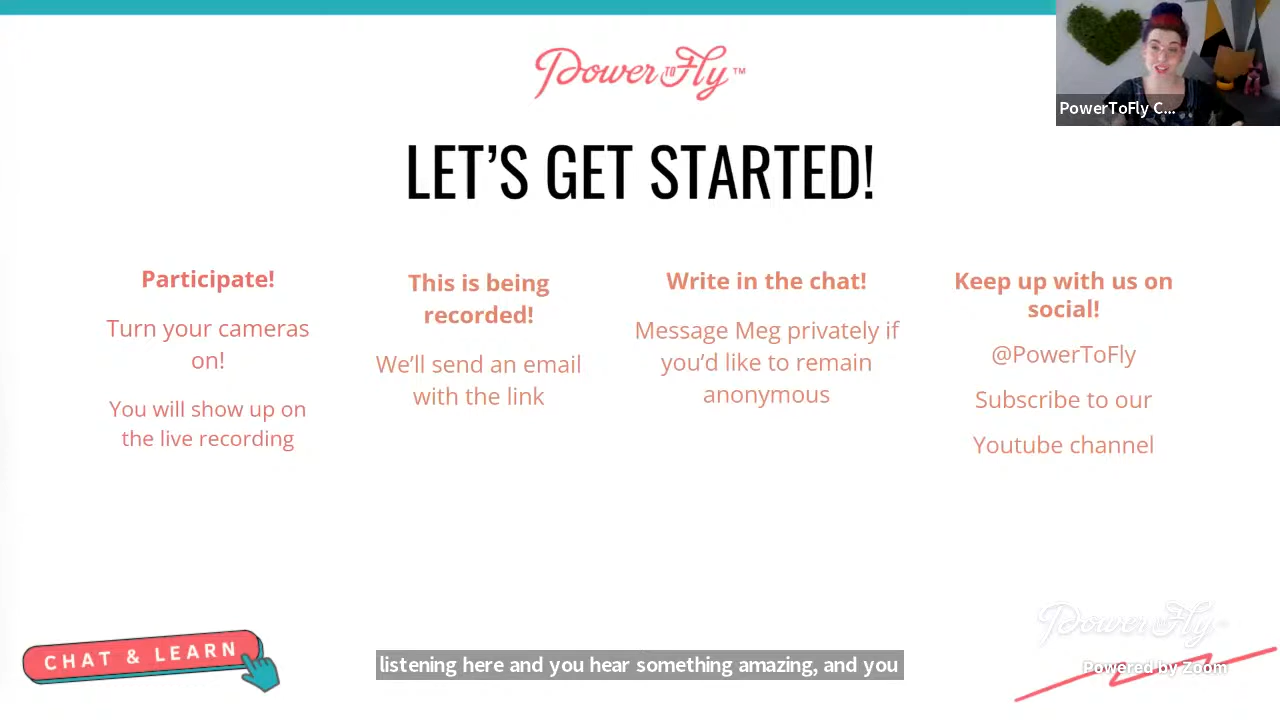 PowerToFly™
PowerToFly C...
LET'S GET STARTED!
Participate!
Turn your cameras
on!
You will show up on
the live recording
This is being
recorded!
We'll send an email
with the link
Write in the chat!
Message Meg privately if
you'd like to remain
anonymous
Keep up with us on
social!
@PowerToFly
Subscribe to our
Youtube channel
CHAT & LEARN
listening here and you hear something amazing, and you
PowerToFly™
Powered by Zoom